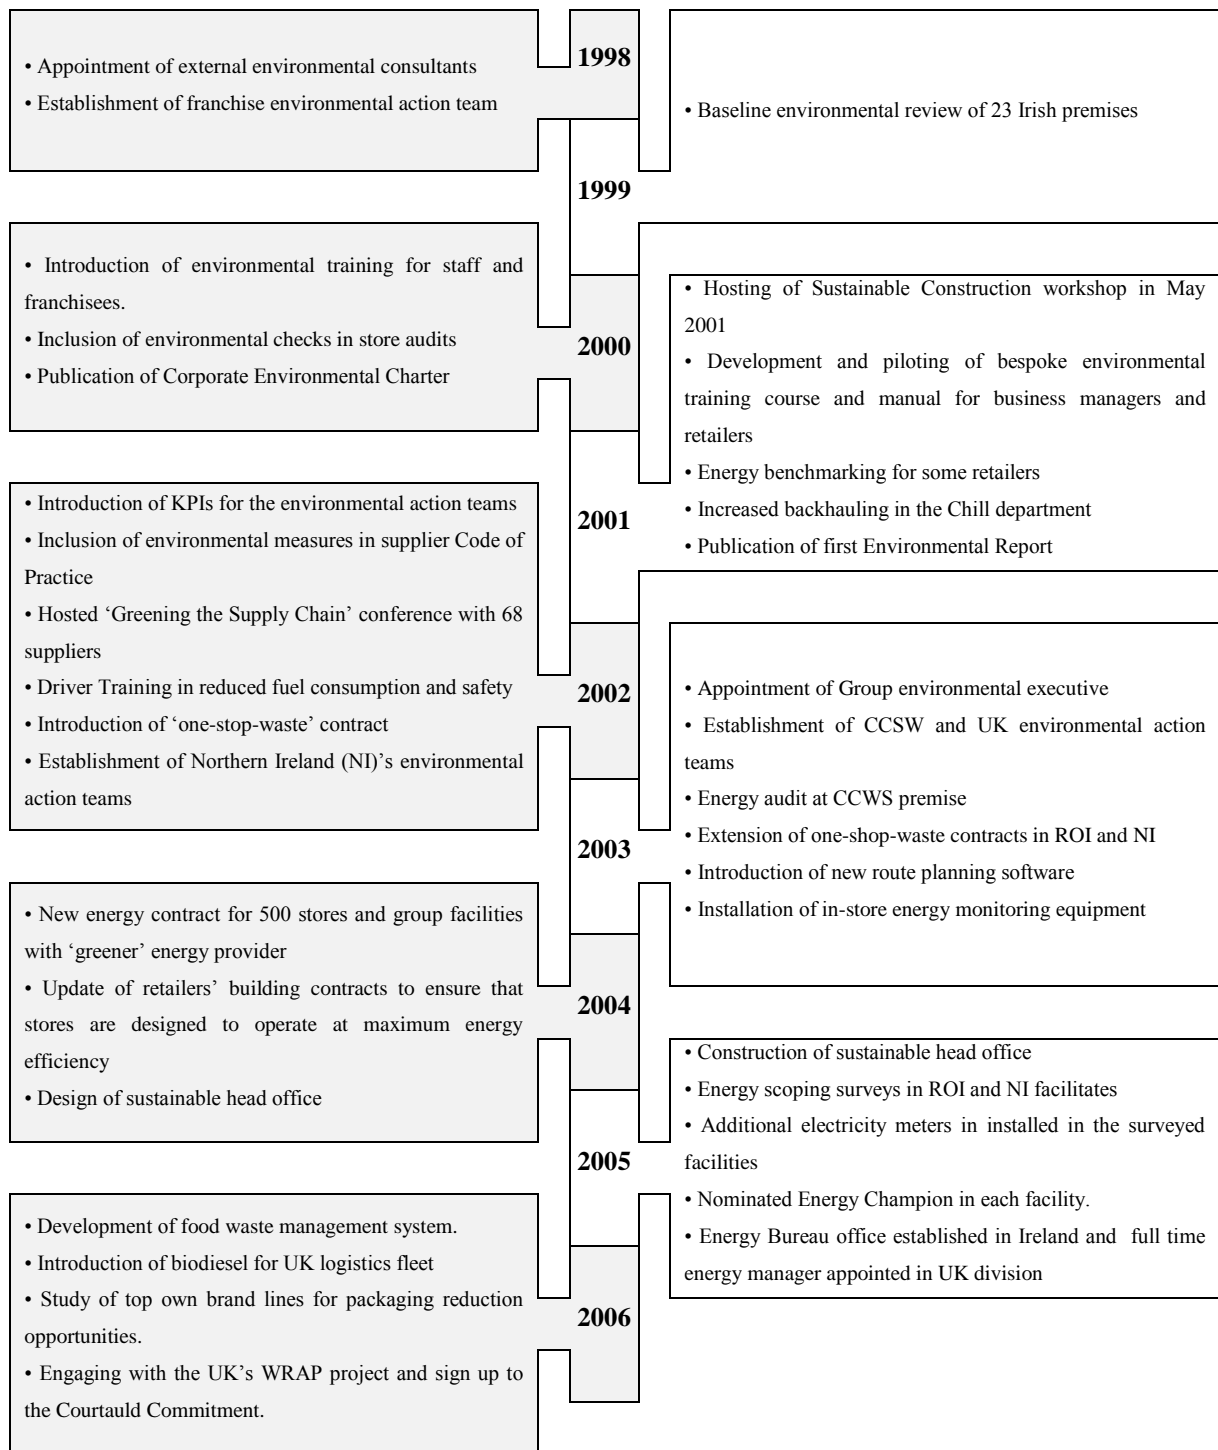 1998
• Appointment of external environmental consultants
• Establishment of franchise environmental action team
1999
• Baseline environmental review of 23 Irish premises
2000
• Introduction of environmental training for staff and
franchisees.
• Inclusion of environmental checks in store audits
• Publication of Corporate Environmental Charter
2001
• Hosting of Sustainable Construction workshop in May
2001
• Development and piloting of bespoke environmental
training course and manual for business managers and
retailers
• Energy benchmarking for some retailers
• Increased backhauling in the Chill department
• Publication of first Environmental Report
2002
• Introduction of KPIs for the environmental action teams
• Inclusion of environmental measures in supplier Code of
Practice
• Hosted ‘Greening the Supply Chain’ conference with 68
suppliers
• Driver Training in reduced fuel consumption and safety
• Introduction of ‘one-stop-waste’ contract
• Establishment of Northern Ireland (NI)’s environmental
action teams
2003
• Appointment of Group environmental executive
• Establishment of CCSW and UK environmental action
teams
• Energy audit at CCWS premise
• Extension of one-shop-waste contracts in ROI and NI
• Introduction of new route planning software
• Installation of in-store energy monitoring equipment
2004
• New energy contract for 500 stores and group facilities
with ‘greener’ energy provider
• Update of retailers’ building contracts to ensure that
stores are designed to operate at maximum energy
efficiency
• Design of sustainable head office
2005
• Construction of sustainable head office
• Energy scoping surveys in ROI and NI facilitates
• Additional electricity meters in installed in the surveyed
facilities
• Nominated Energy Champion in each facility.
• Energy Bureau office established in Ireland and full time
energy manager appointed in UK division
2006
• Development of food waste management system.
• Introduction of biodiesel for UK logistics fleet
• Study of top own brand lines for packaging reduction
opportunities.
• Engaging with the UK’s WRAP project and sign up to
the Courtauld Commitment.